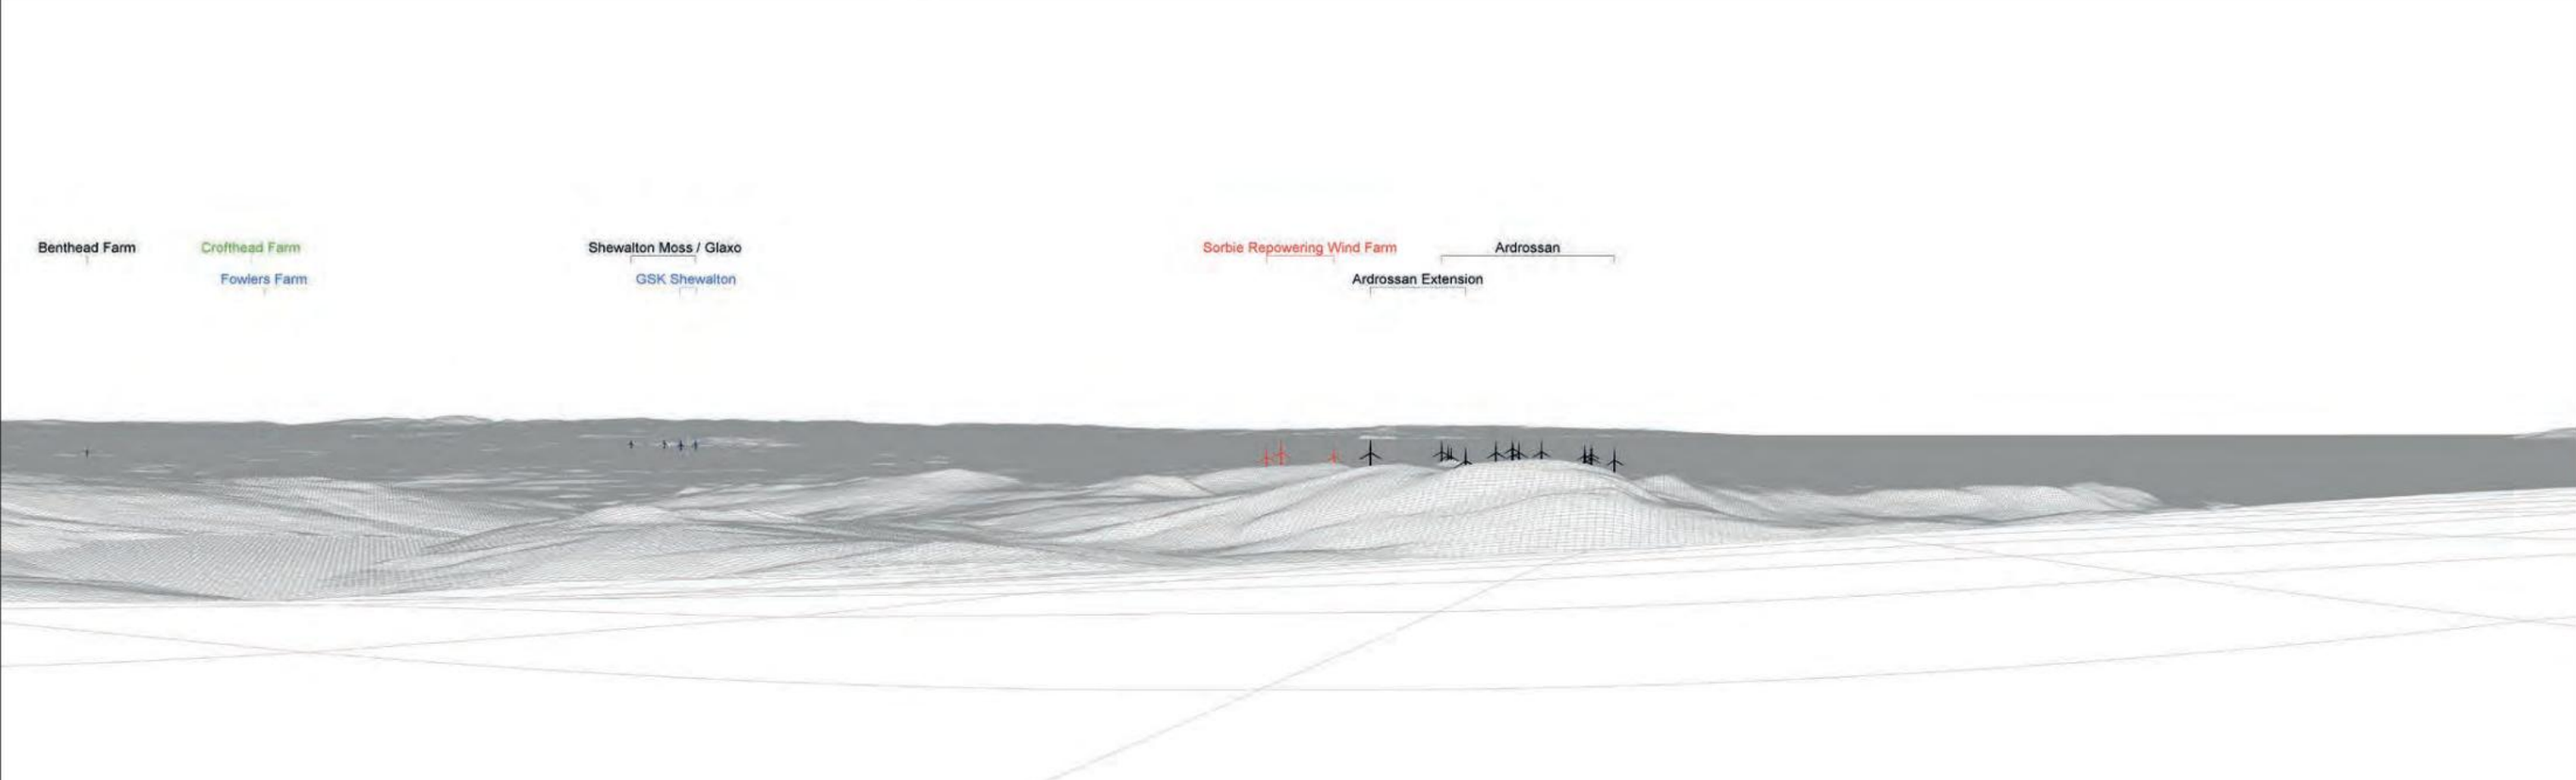 Benthead Farm
Crofthead Farm
Fowlers Farm
Shewalton Moss / Glaxo
GSK Shewalton
Sorbie Repowering Wind Farm
Ardrossan
Ardrossan Extension